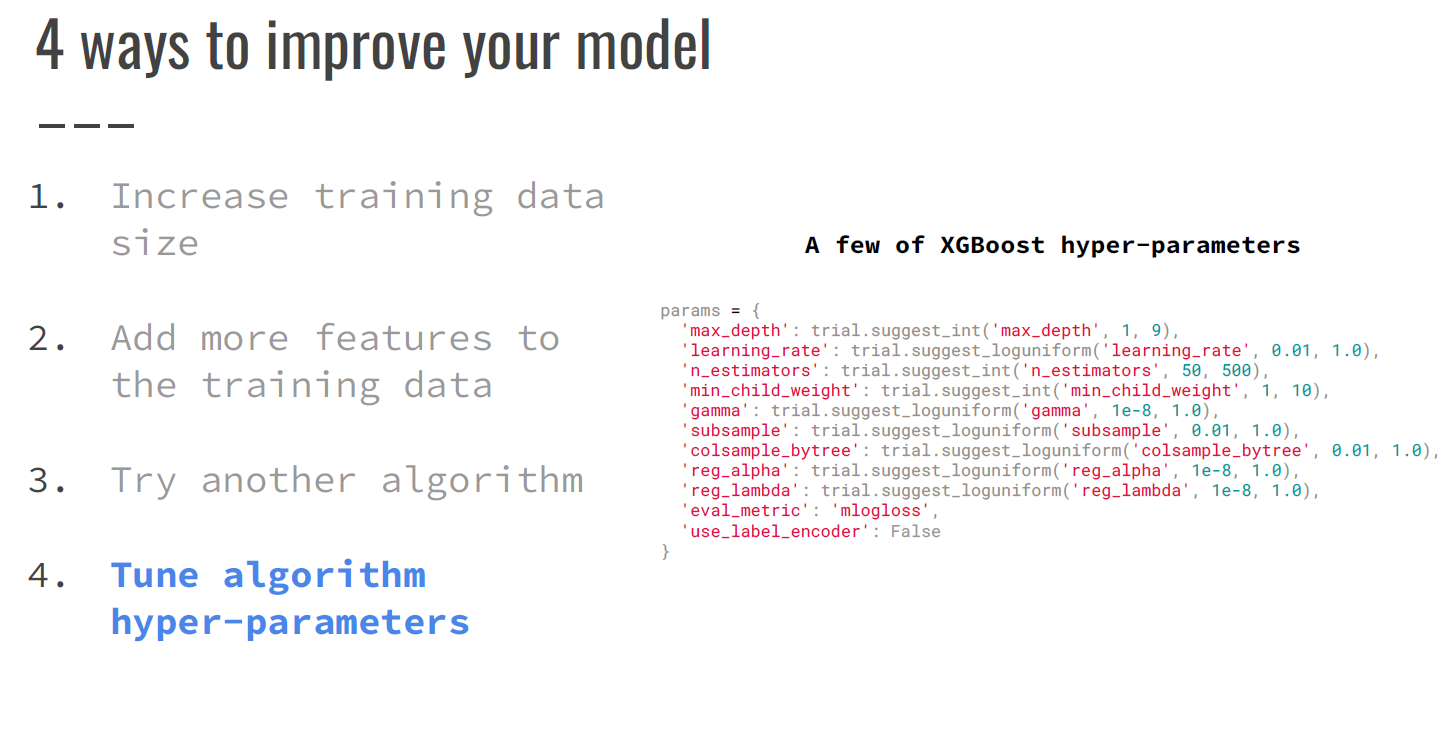 4 ways to improve your model
1. Increase training data
size
2. Add more features to
the training data
3. Try another algorithm
4. Tune algorithm
hyper-parameters
A few of XGBoost hyper-parameters
params = {
'max_depth': trial.suggest_int('max_depth', 1, 9),
'learning_rate': trial.suggest_loguniform('learning_rate', 0.01, 1.0),
'n_estimators': trial.suggest_int('n_estimators', 50, 500),
'min_child_weight': trial.suggest_int('min_child_weight', 1, 10),
'gamma': trial.suggest_loguniform('gamma', 1e-8, 1.0),
'subsample': trial.suggest_loguniform('subsample', 0.01, 1.0),
'colsample_bytree': trial.suggest_loguniform('colsample_bytree', 0.01, 1.0),
'reg_alpha': trial.suggest_loguniform('reg_alpha', 1e-8, 1.0),
'reg_lambda': trial.suggest_loguniform('reg_lambda', 1e-8, 1.0),
'eval_metric': 'mlogloss',
'use_label_encoder': False
}